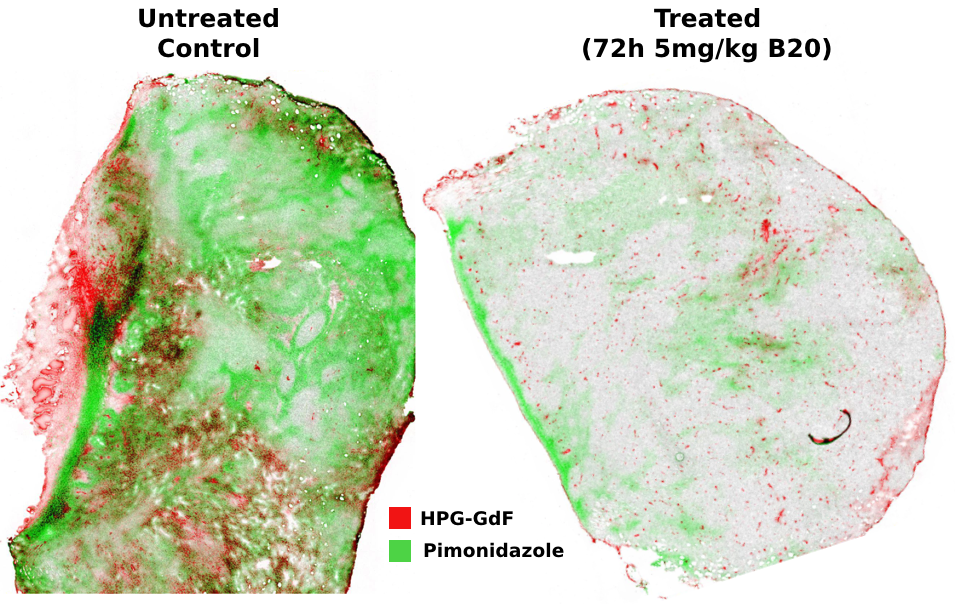 Untreated
Control
Treated
(72h 5mg/kg B20)
HPG-GdF
Pimonidazole